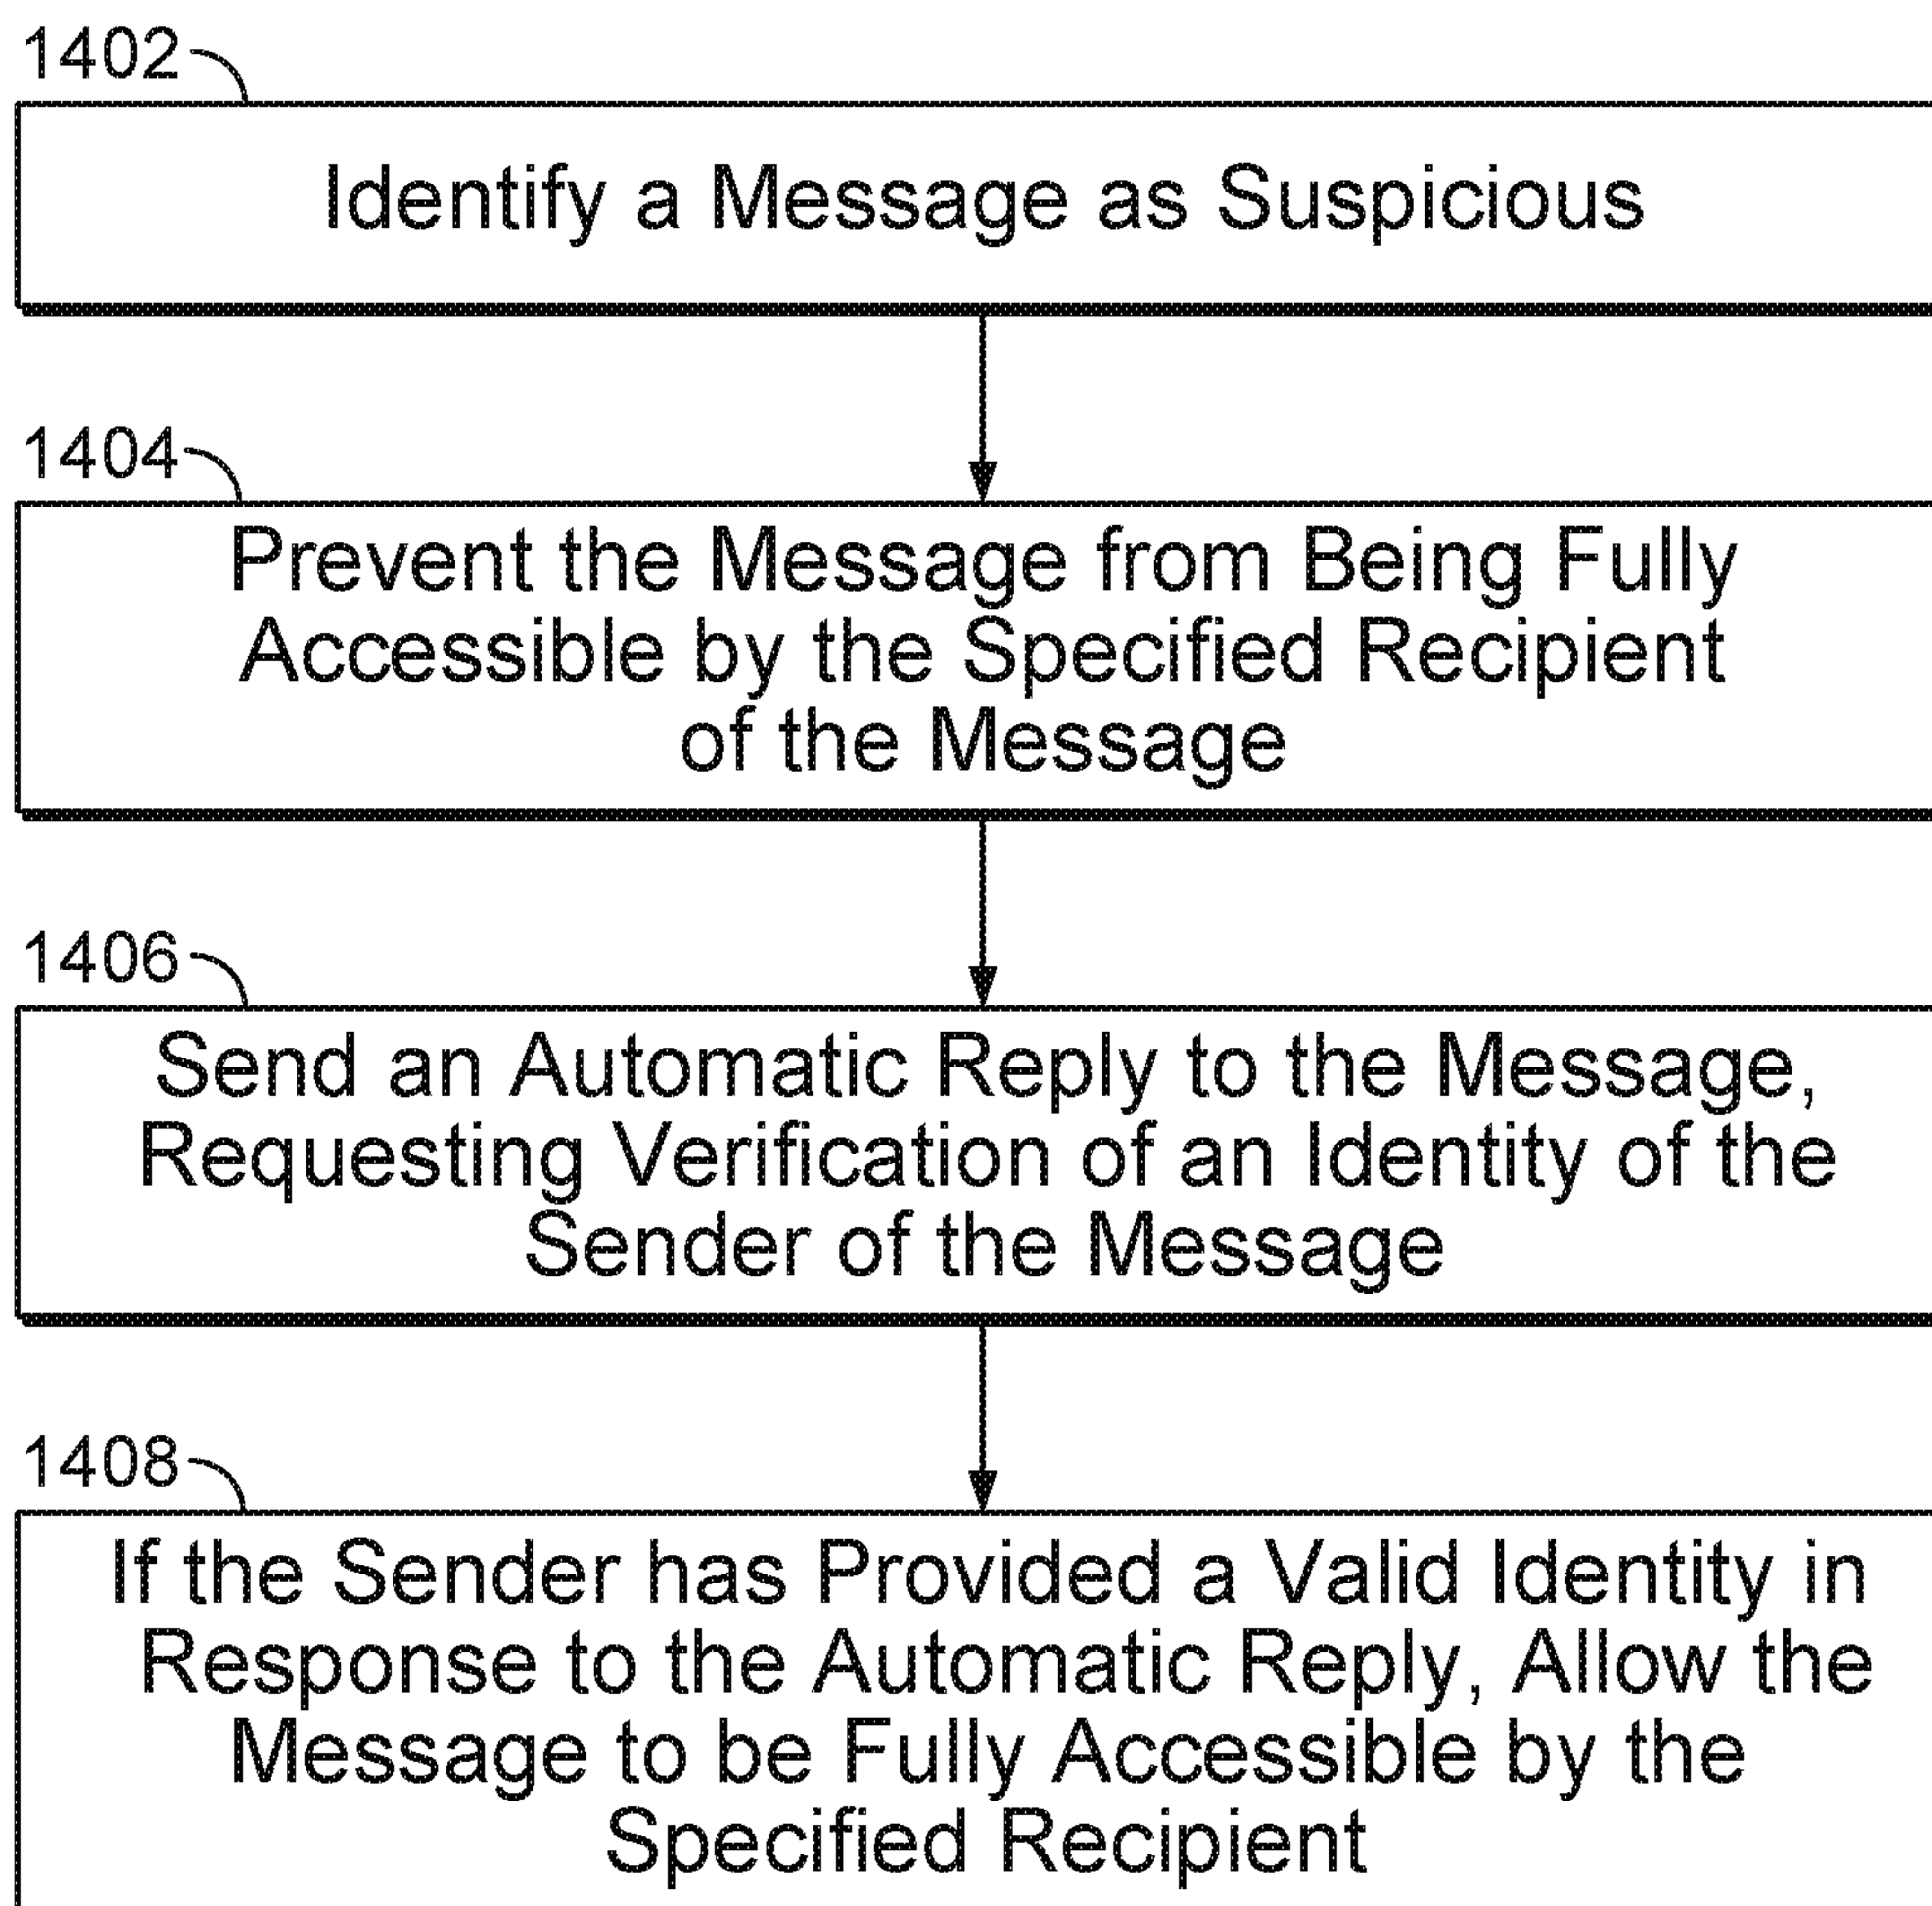 1402
Identify a Message as Suspicious
1404
Prevent the Message from Being Fully
Accessible by the Specified Recipient
of the Message
1406
Send an Automatic Reply to the Message,
Requesting Verification of an Identity of the
Sender of the Message
1408
If the Sender has Provided a Valid Identity in
Response to the Automatic Reply, Allow the
Message to be Fully Accessible by the
Specified Recipient